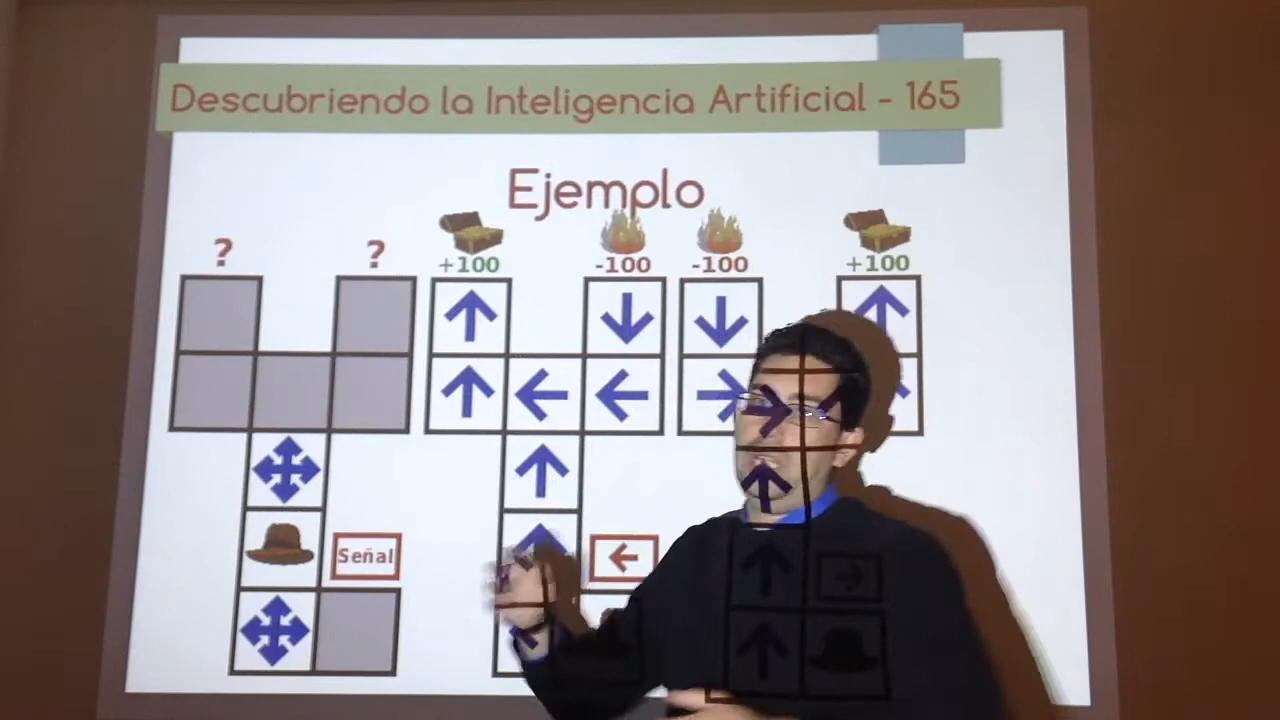 Descubriendo la Inteligencia Artificial - 165
Ejemplo
? ? +100 -100 -100 +100
Señal